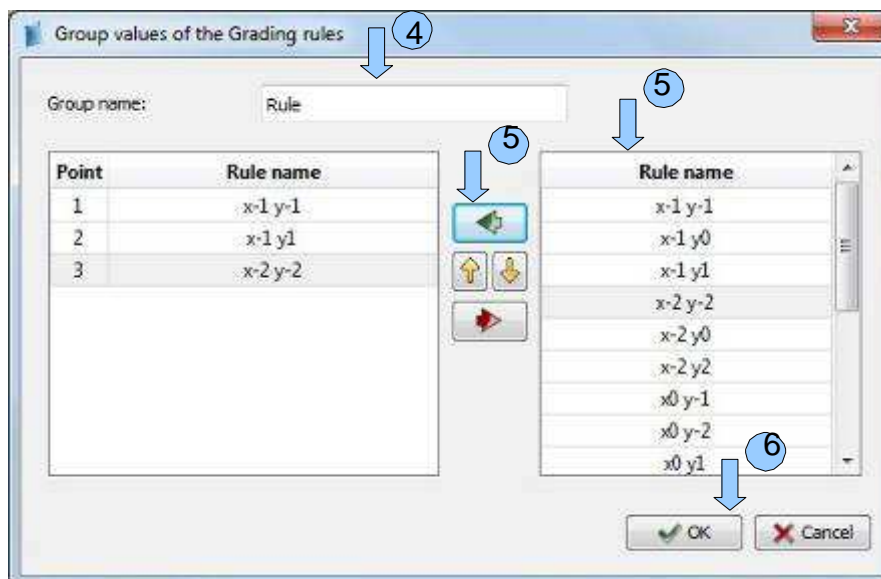 Group values of the Grading rules
4
Group name:
Rule
5
5
Point Rule name
1 x-1 y-1
2 x-1 y1
3 x-2 y-2
Rule name
x-1 y-1
x-1 y0
x-1 y1
x-2 y-2
x-2 y0
x-2 y2
x0 y-1
x0 y-2
x0 y1
6
OK
Cancel